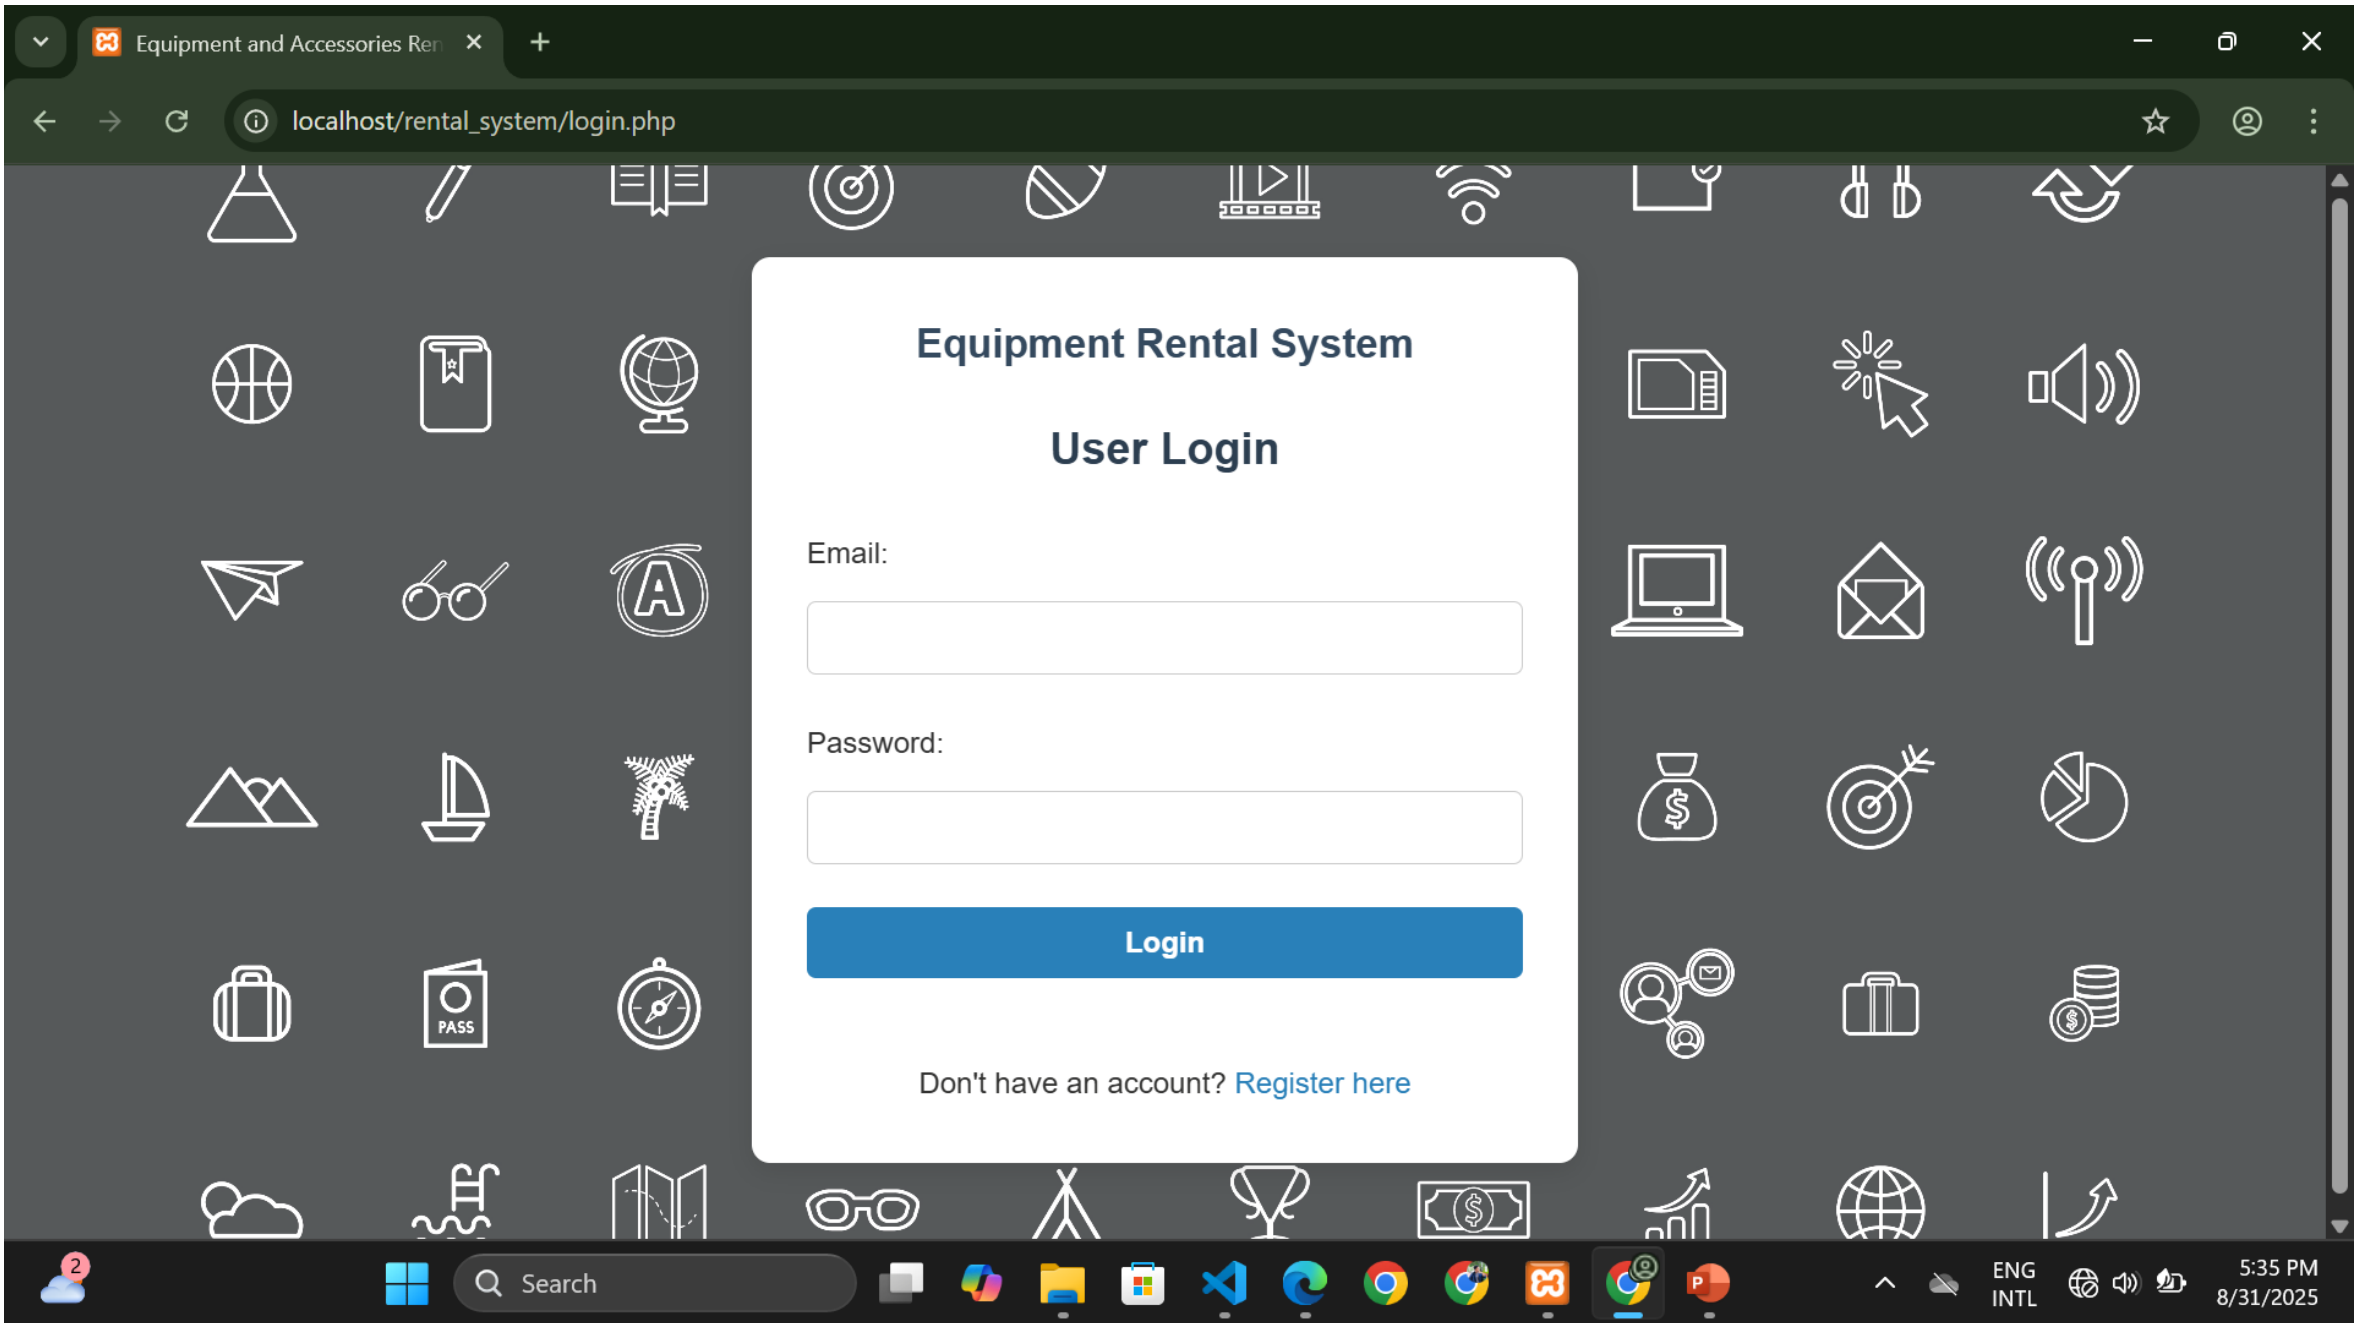 Equipment and Accessories Ren
localhost/rental_system/login.php
Equipment Rental System
User Login
A
Email:
Password:
$
PASS
Login
$
Don't have an account? Register here
$
2
Search
P
ENG
INTL
5:35 PM
8/31/2025